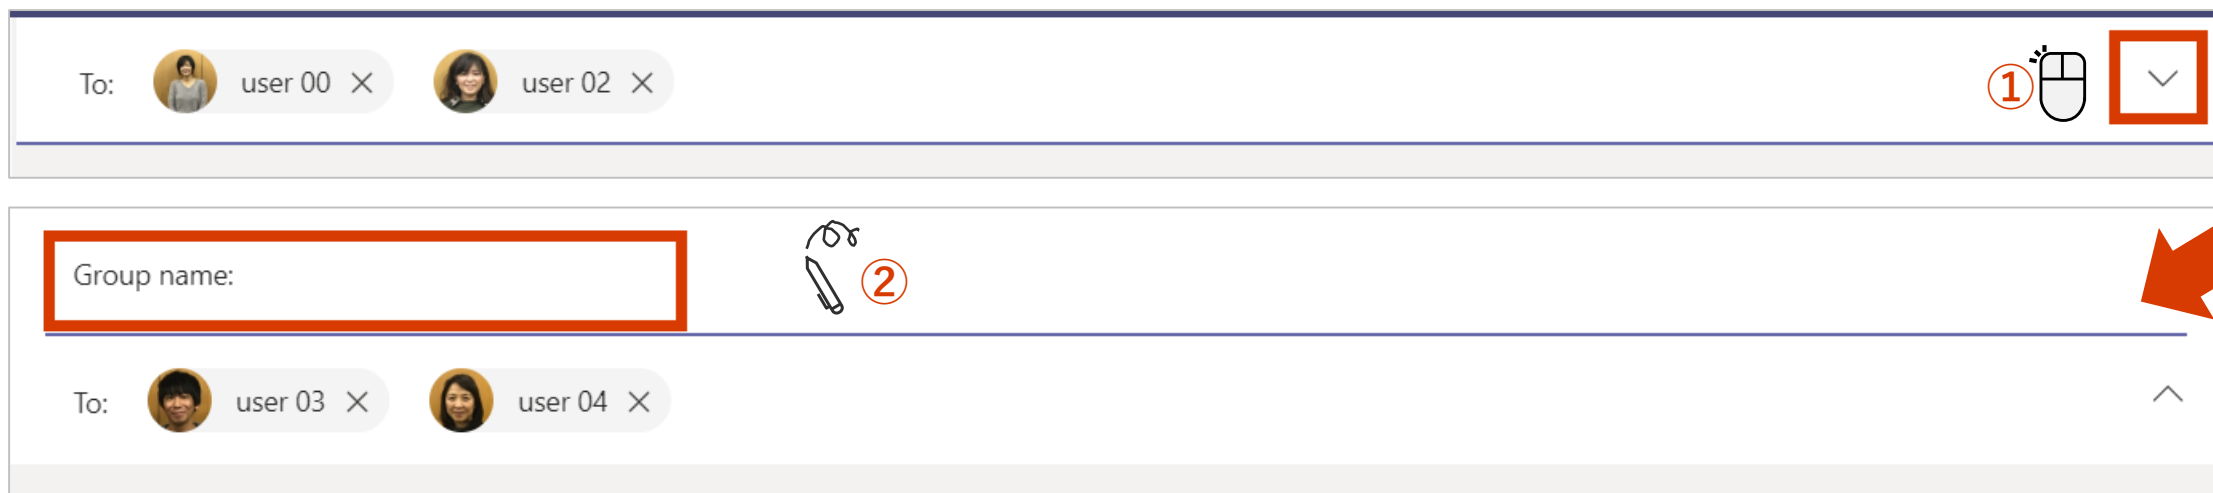 To: user 00 user 02 ①
Group name: ②
To: user 03 user 04